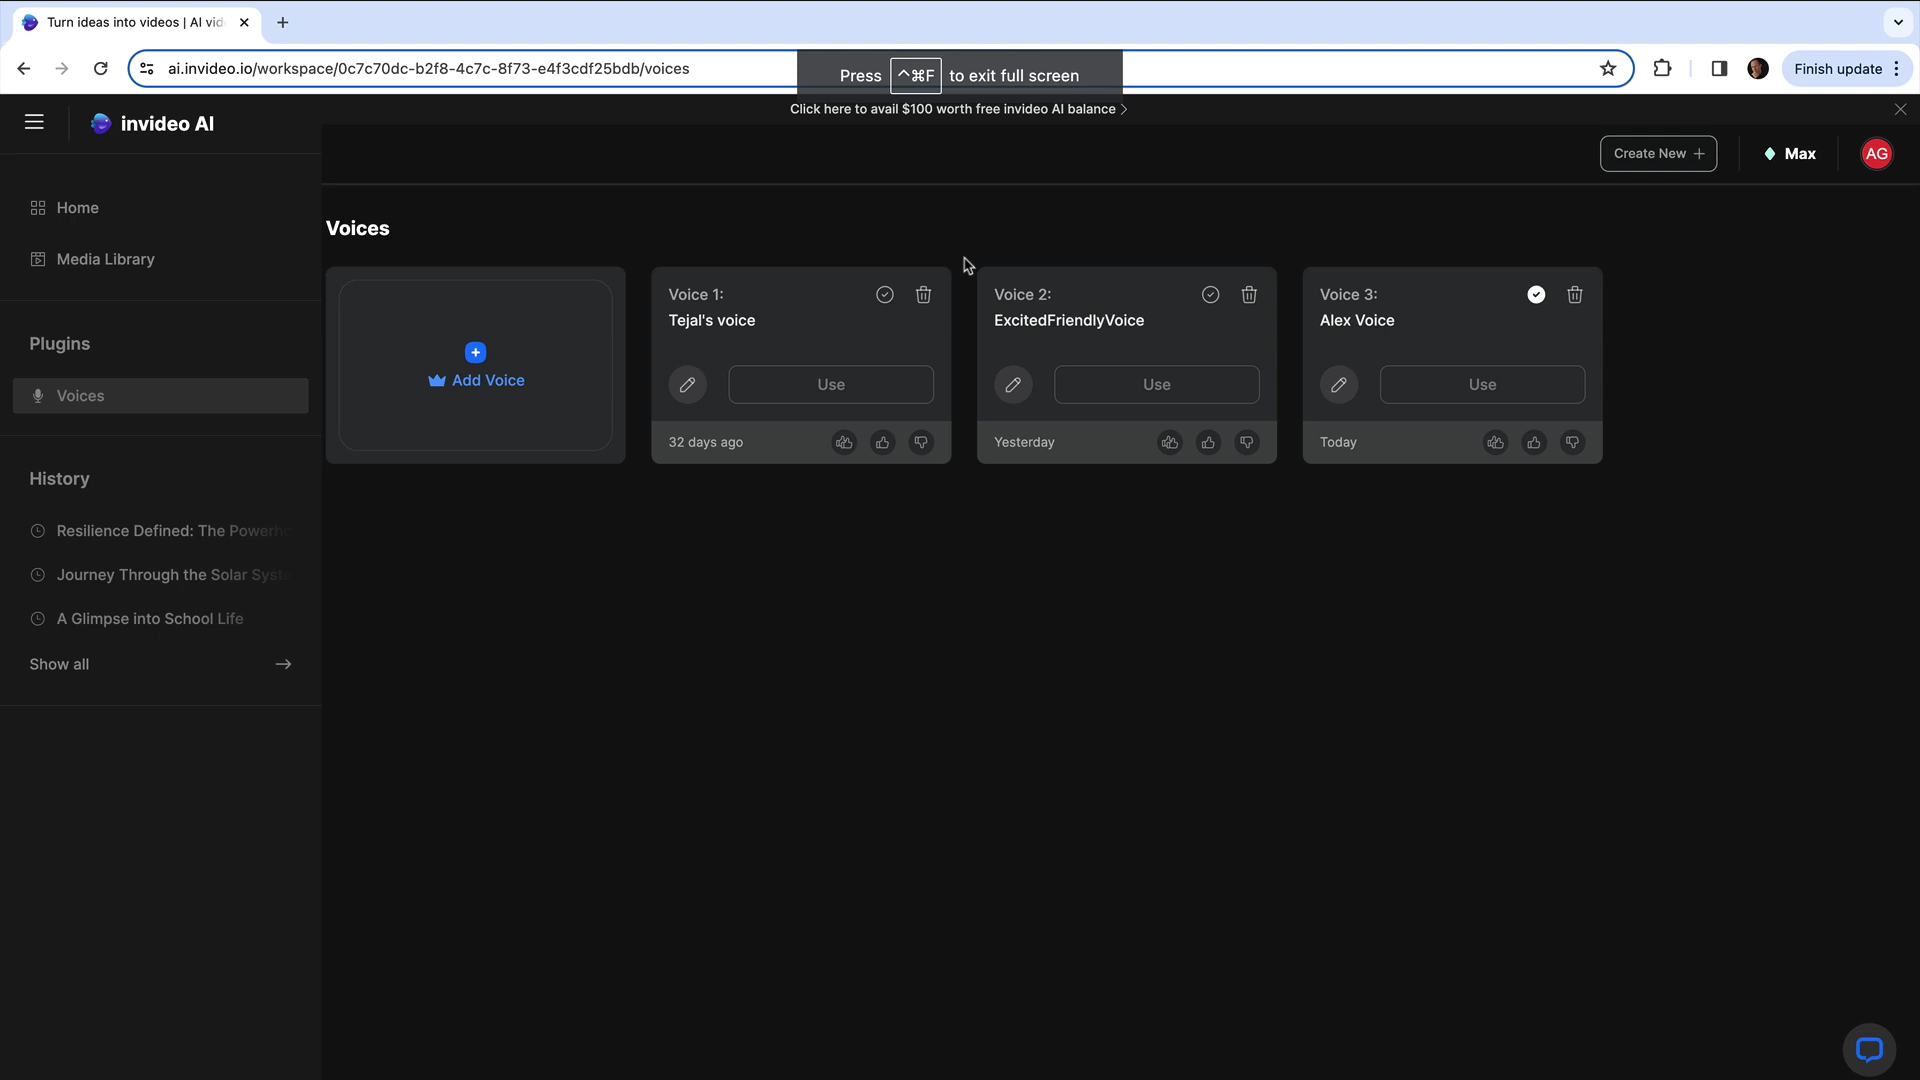 Turn ideas into videos | AI vid
ai.invideo.io/workspace/0c7c70dc-b2f8-4c7c-8f73-e4f3cdf25bdb/voices
Finish update
Press ^⌘F to exit full screen
Click here to avail $100 worth free invideo AI balance >
invideo AI
Create New +
Max
AG
Home
Media Library
Plugins
Voices
History
Resilience Defined: The Powerho
Journey Through the Solar Syste
A Glimpse into School Life
Show all
Voices
Add Voice
Voice 1:
Tejal's voice
Use
32 days ago
Voice 2:
ExcitedFriendlyVoice
Use
Yesterday
Voice 3:
Alex Voice
Use
Today